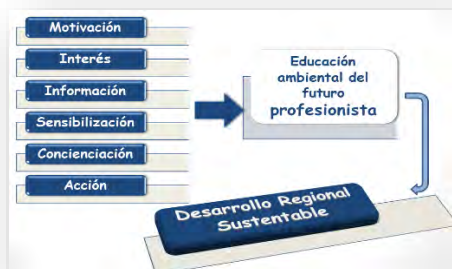 Motivación
Interés
Información
Sensibilización
Concienciación
Acción
Educación
ambiental del
futuro
profesionista
Desarrollo Regional
Sustentable